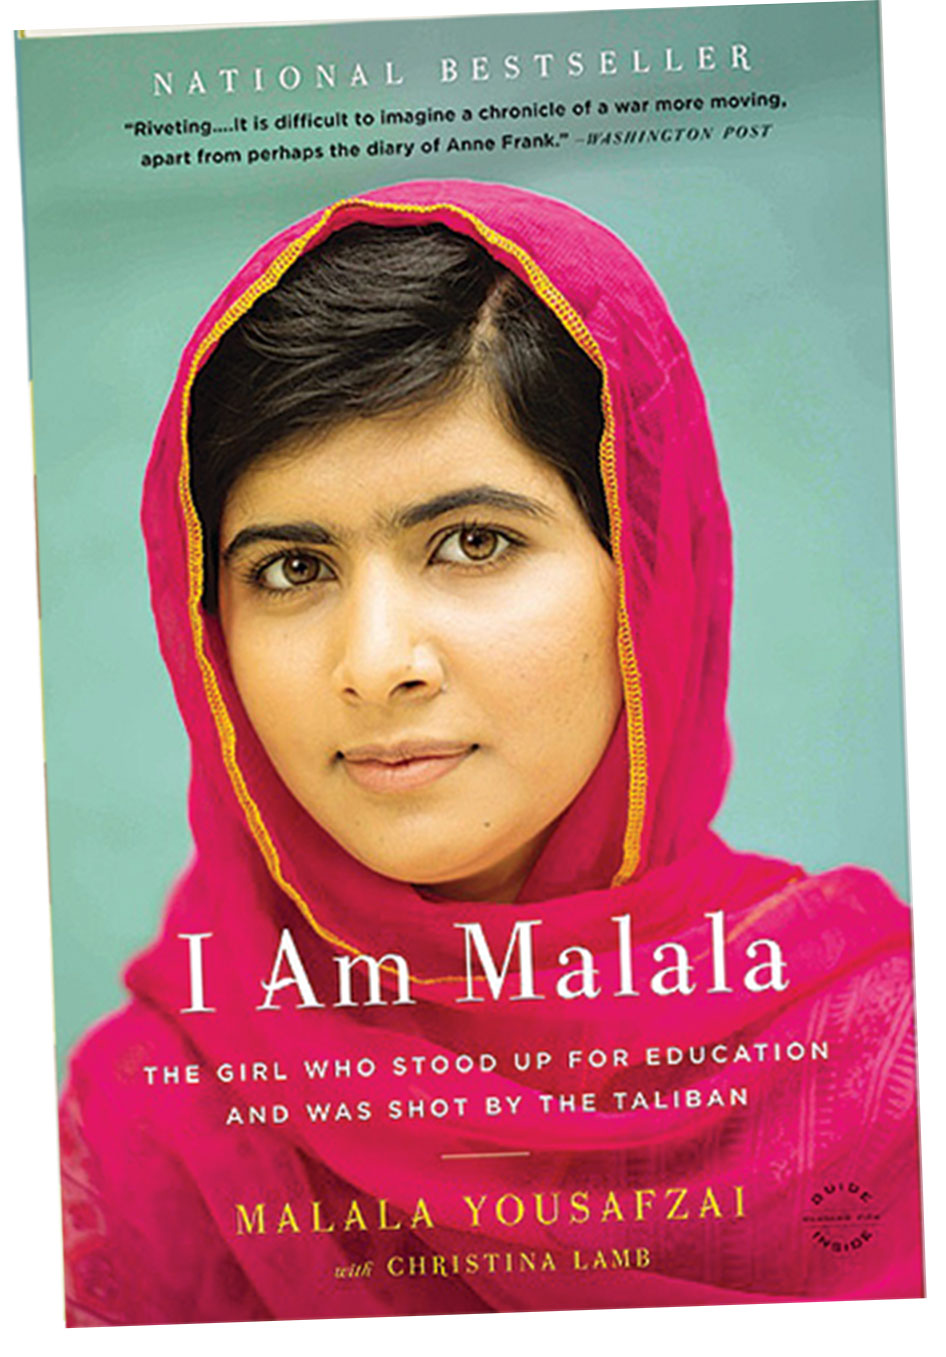 NATIONAL BESTSELLER
"Riveting....It is difficult to imagine a chronicle of a war more moving,
apart from perhaps the diary of Anne Frank." –WASHINGTON POST
I Am Malala
THE GIRL WHO STOOD UP FOR EDUCATION
AND WAS SHOT BY THE TALIBAN
MALALA YOUSAFZAI
with CHRISTINA LAMB
GUIDE
INSIDE